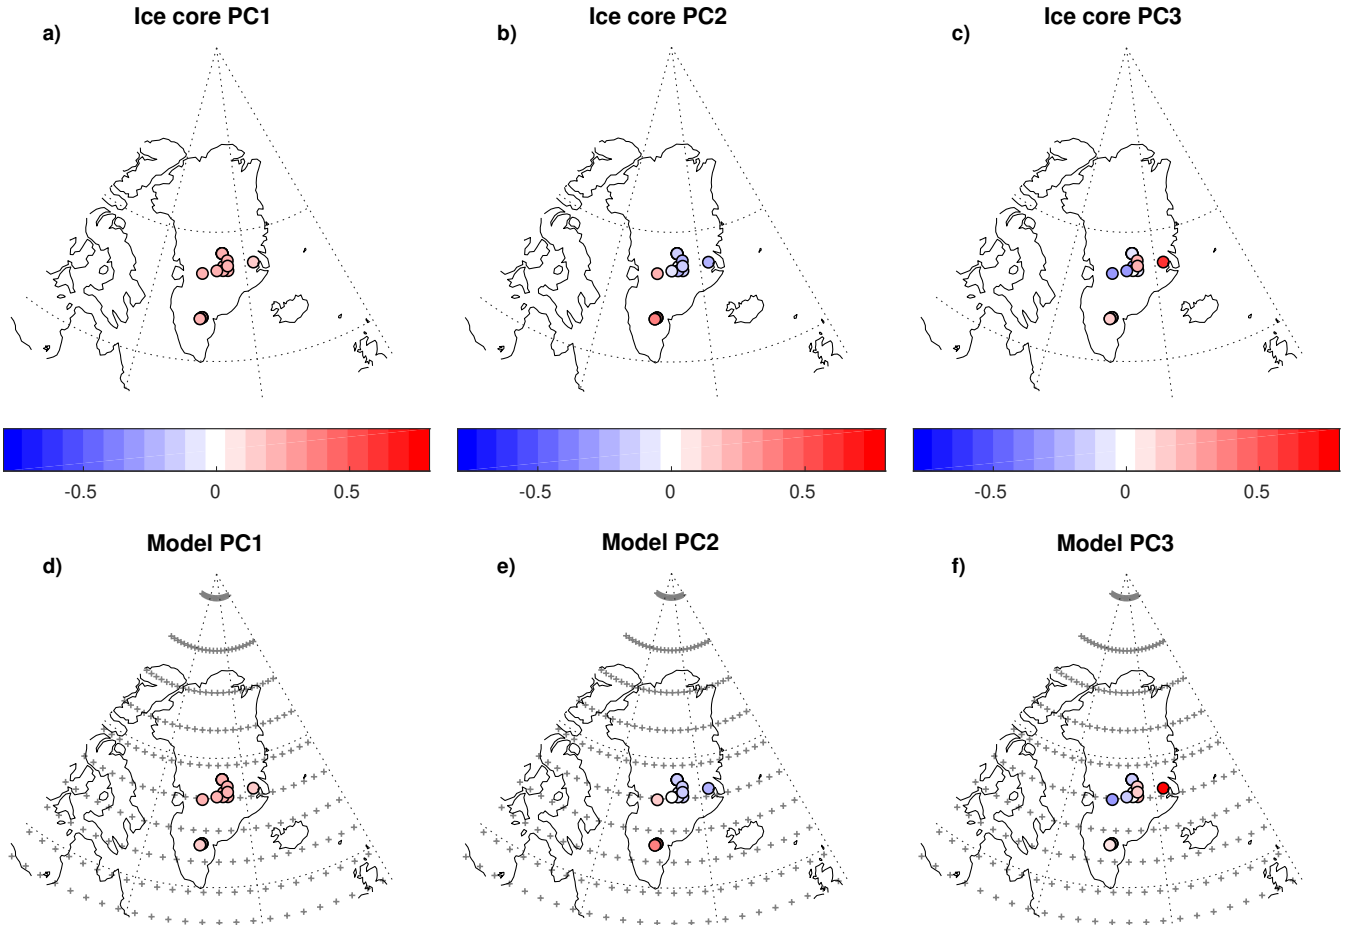 Ice core PC1
a)
Ice core PC2
b)
Ice core PC3
c)
-0.5 0 0.5
-0.5 0 0.5
-0.5 0 0.5
Model PC1
d)
Model PC2
e)
Model PC3
f)